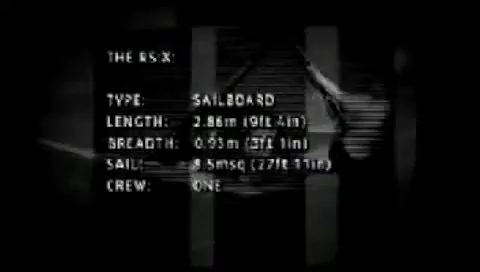 THE RS:X:
TYPE: SAILBOARD
LENGTH: 2.86m (9ft 4in)
BREADTH: 0.93m (3ft 1in)
SAIL: 8.5msq (27ft 11in)
CREW: ONE